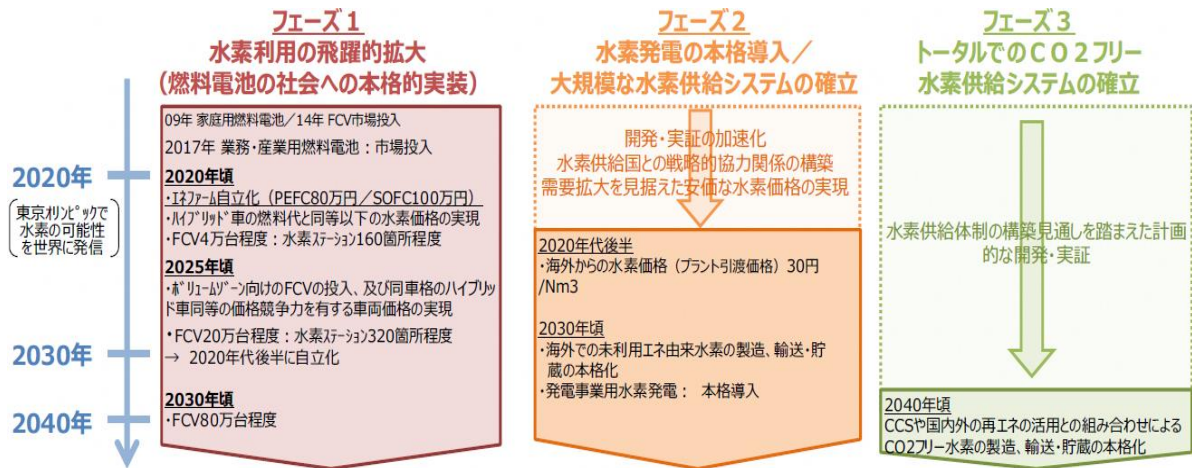 フェーズ1
水素利用の飛躍的拡大
(燃料電池の社会への本格的実装)
09年 家庭用燃料電池／14年 FCV市場投入
2017年 業務・産業用燃料電池：市場投入
2020年頃
・エネファーム自立化（PEFC80万円／SOFC100万円）
・ハイブリッド車の燃料代と同等以下の水素価格の実現
・FCV4万台程度：水素ステーション160箇所程度
2025年頃
・ボリュームゾーン向けのFCVの投入、及び同車格のハイブリッ
ド車同等の価格競争力を有する車両価格の実現
・FCV20万台程度：水素ステーション320箇所程度
→ 2020年代後半に自立化
2030年頃
・FCV80万台程度
フェーズ2
水素発電の本格導入／
大規模な水素供給システムの確立
開発・実証の加速化
水素供給国との戦略的協力関係の構築
需要拡大を見据えた安価な水素価格の実現
2020年代後半
・海外からの水素価格（プラント引渡価格）30円
/Nm3
2030年頃
・海外での未利用エネ由来水素の製造、輸送・貯
蔵の本格化
・発電事業用水素発電： 本格導入
フェーズ3
トータルでのCO2フリー
水素供給システムの確立
水素供給体制の構築見通しを踏まえた計画
的な開発・実証
2040年頃
CCSや国内外の再エネの活用との組み合わせによる
CO2フリー水素の製造、輸送・貯蔵の本格化
2020年
東京オリンピックで
水素の可能性
を世界に発信
2030年
2040年